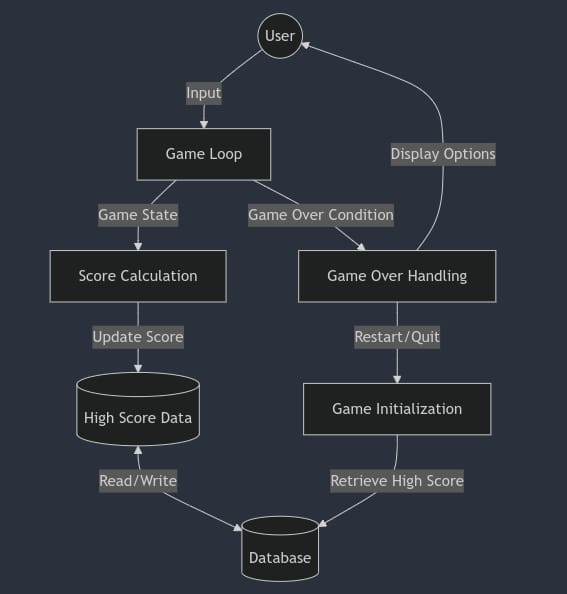 User
Input
Game Loop
Display Options
Game State
Game Over Condition
Score Calculation
Game Over Handling
Update Score
Restart/Quit
High Score Data
Game Initialization
Read/Write
Retrieve High Score
Database